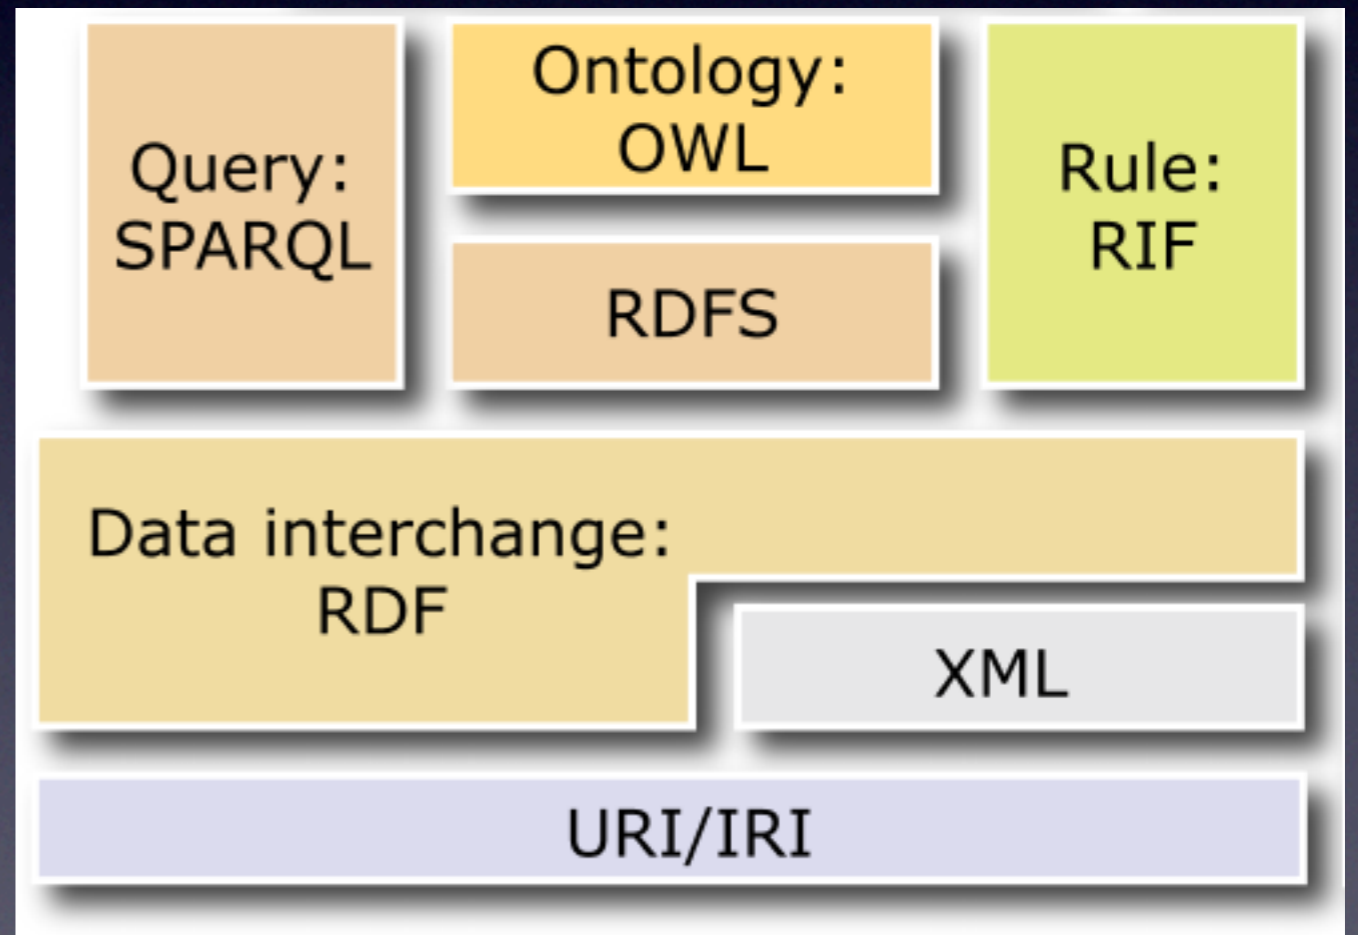 Query:
SPARQL
Ontology:
OWL
RDFS
Rule:
RIF
Data interchange:
RDF
XML
URI/IRI